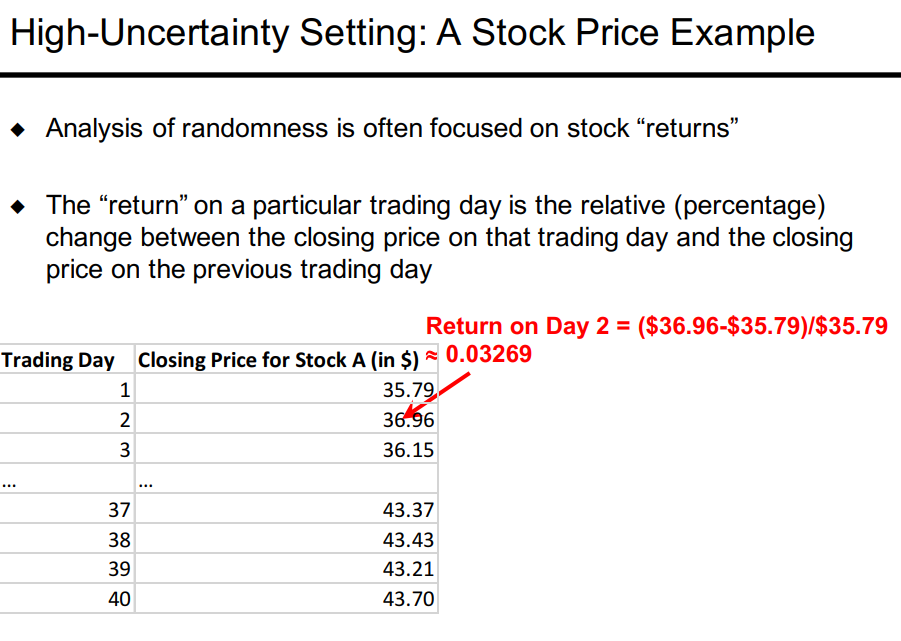 High-Uncertainty Setting: A Stock Price Example
◆ Analysis of randomness is often focused on stock “returns”
◆ The “return” on a particular trading day is the relative (percentage)
change between the closing price on that trading day and the closing
price on the previous trading day
Return on Day 2 = ($36.96-$35.79)/$35.79
≈ 0.03269
Trading Day Closing Price for Stock A (in $)
1 35.79
2 36.96
3 36.15
... ...
37 43.37
38 43.43
39 43.21
40 43.70